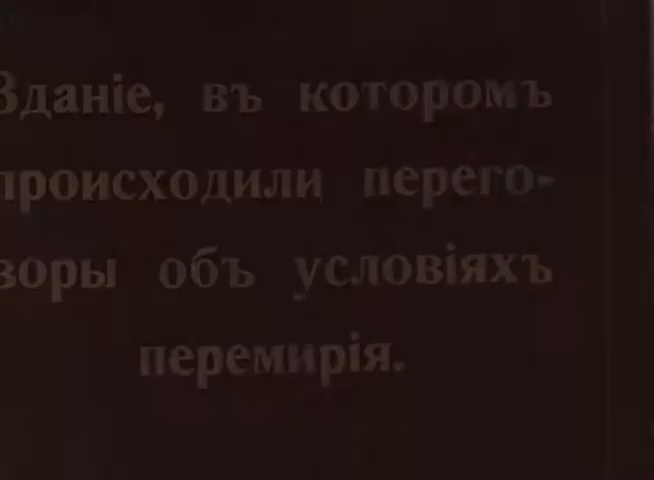 Зданіе, въ которомъ
происходили перего-
воры объ условіяхъ
перемирія.